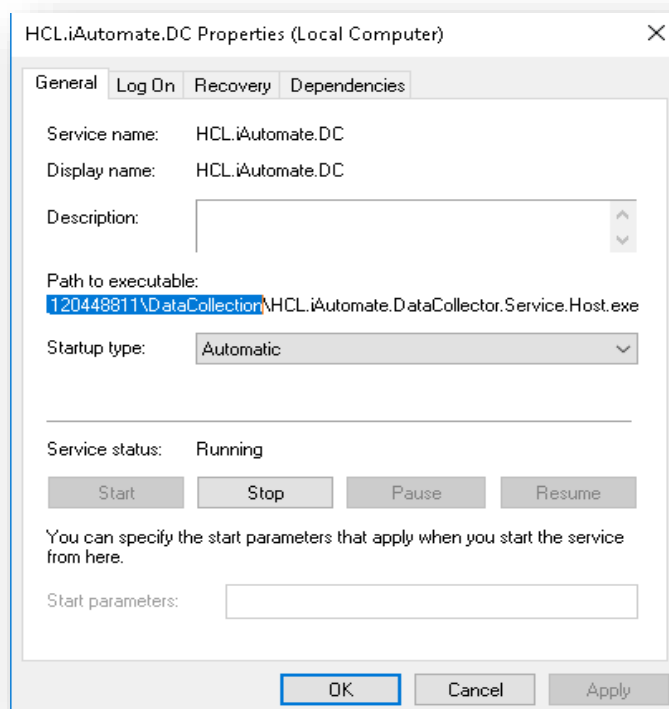 HCL.iAutomate.DC Properties (Local Computer)
General Log On Recovery Dependencies
Service name: HCL.iAutomate.DC
Display name: HCL.iAutomate.DC
Description:
Path to executable:
120448811\DataCollection\HCL.iAutomate.DataCollector.Service.Host.exe
Startup type: Automatic
Service status: Running
Start Stop Pause Resume
You can specify the start parameters that apply when you start the service
from here.
Start parameters:
OK Cancel Apply